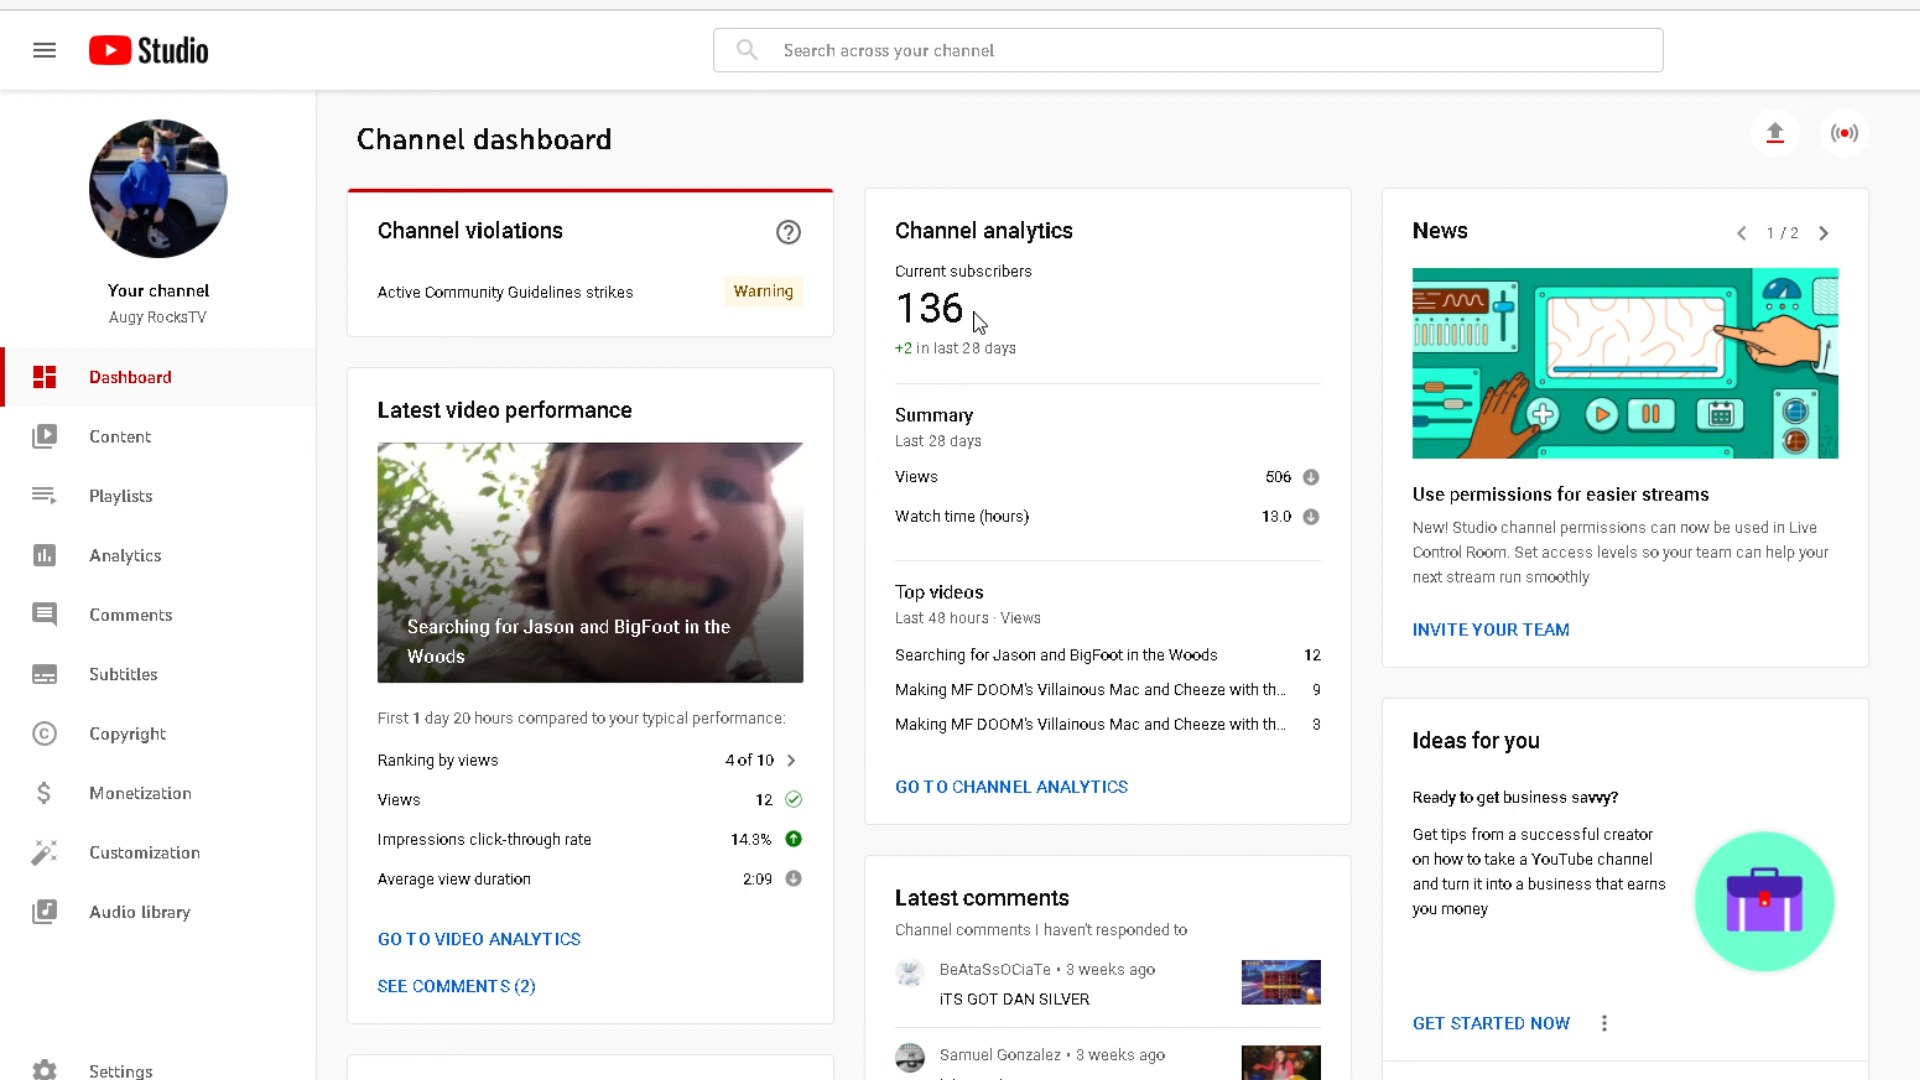 Studio
Search across your channel
Your channel
Augy RocksTV
Dashboard
Content
Playlists
Analytics
Comments
Subtitles
Copyright
Monetization
Customization
Audio library
Settings
Channel dashboard
Channel violations
Active Community Guidelines strikes
Warning
Latest video performance
Searching for Jason and BigFoot in the
Woods
First 1 day 20 hours compared to your typical performance:
Ranking by views 4 of 10
Views 12
Impressions click-through rate 14.3%
Average view duration 2:09
GO TO VIDEO ANALYTICS
SEE COMMENTS (2)
Channel analytics
Current subscribers
136
+2 in last 28 days
Summary
Last 28 days
Views 506
Watch time (hours) 13.0
Top videos
Last 48 hours · Views
Searching for Jason and BigFoot in the Woods 12
Making MF DOOM's Villainous Mac and Cheeze with th... 9
Making MF DOOM's Villainous Mac and Cheeze with th... 3
GO TO CHANNEL ANALYTICS
Latest comments
Channel comments I haven't responded to
BeAtaSsOCiaTe • 3 weeks ago
iTS GOT DAN SILVER
Samuel Gonzalez • 3 weeks ago
News
1 / 2
Use permissions for easier streams
New! Studio channel permissions can now be used in Live
Control Room. Set access levels so your team can help your
next stream run smoothly
INVITE YOUR TEAM
Ideas for you
Ready to get business savvy?
Get tips from a successful creator
on how to take a YouTube channel
and turn it into a business that earns
you money
GET STARTED NOW